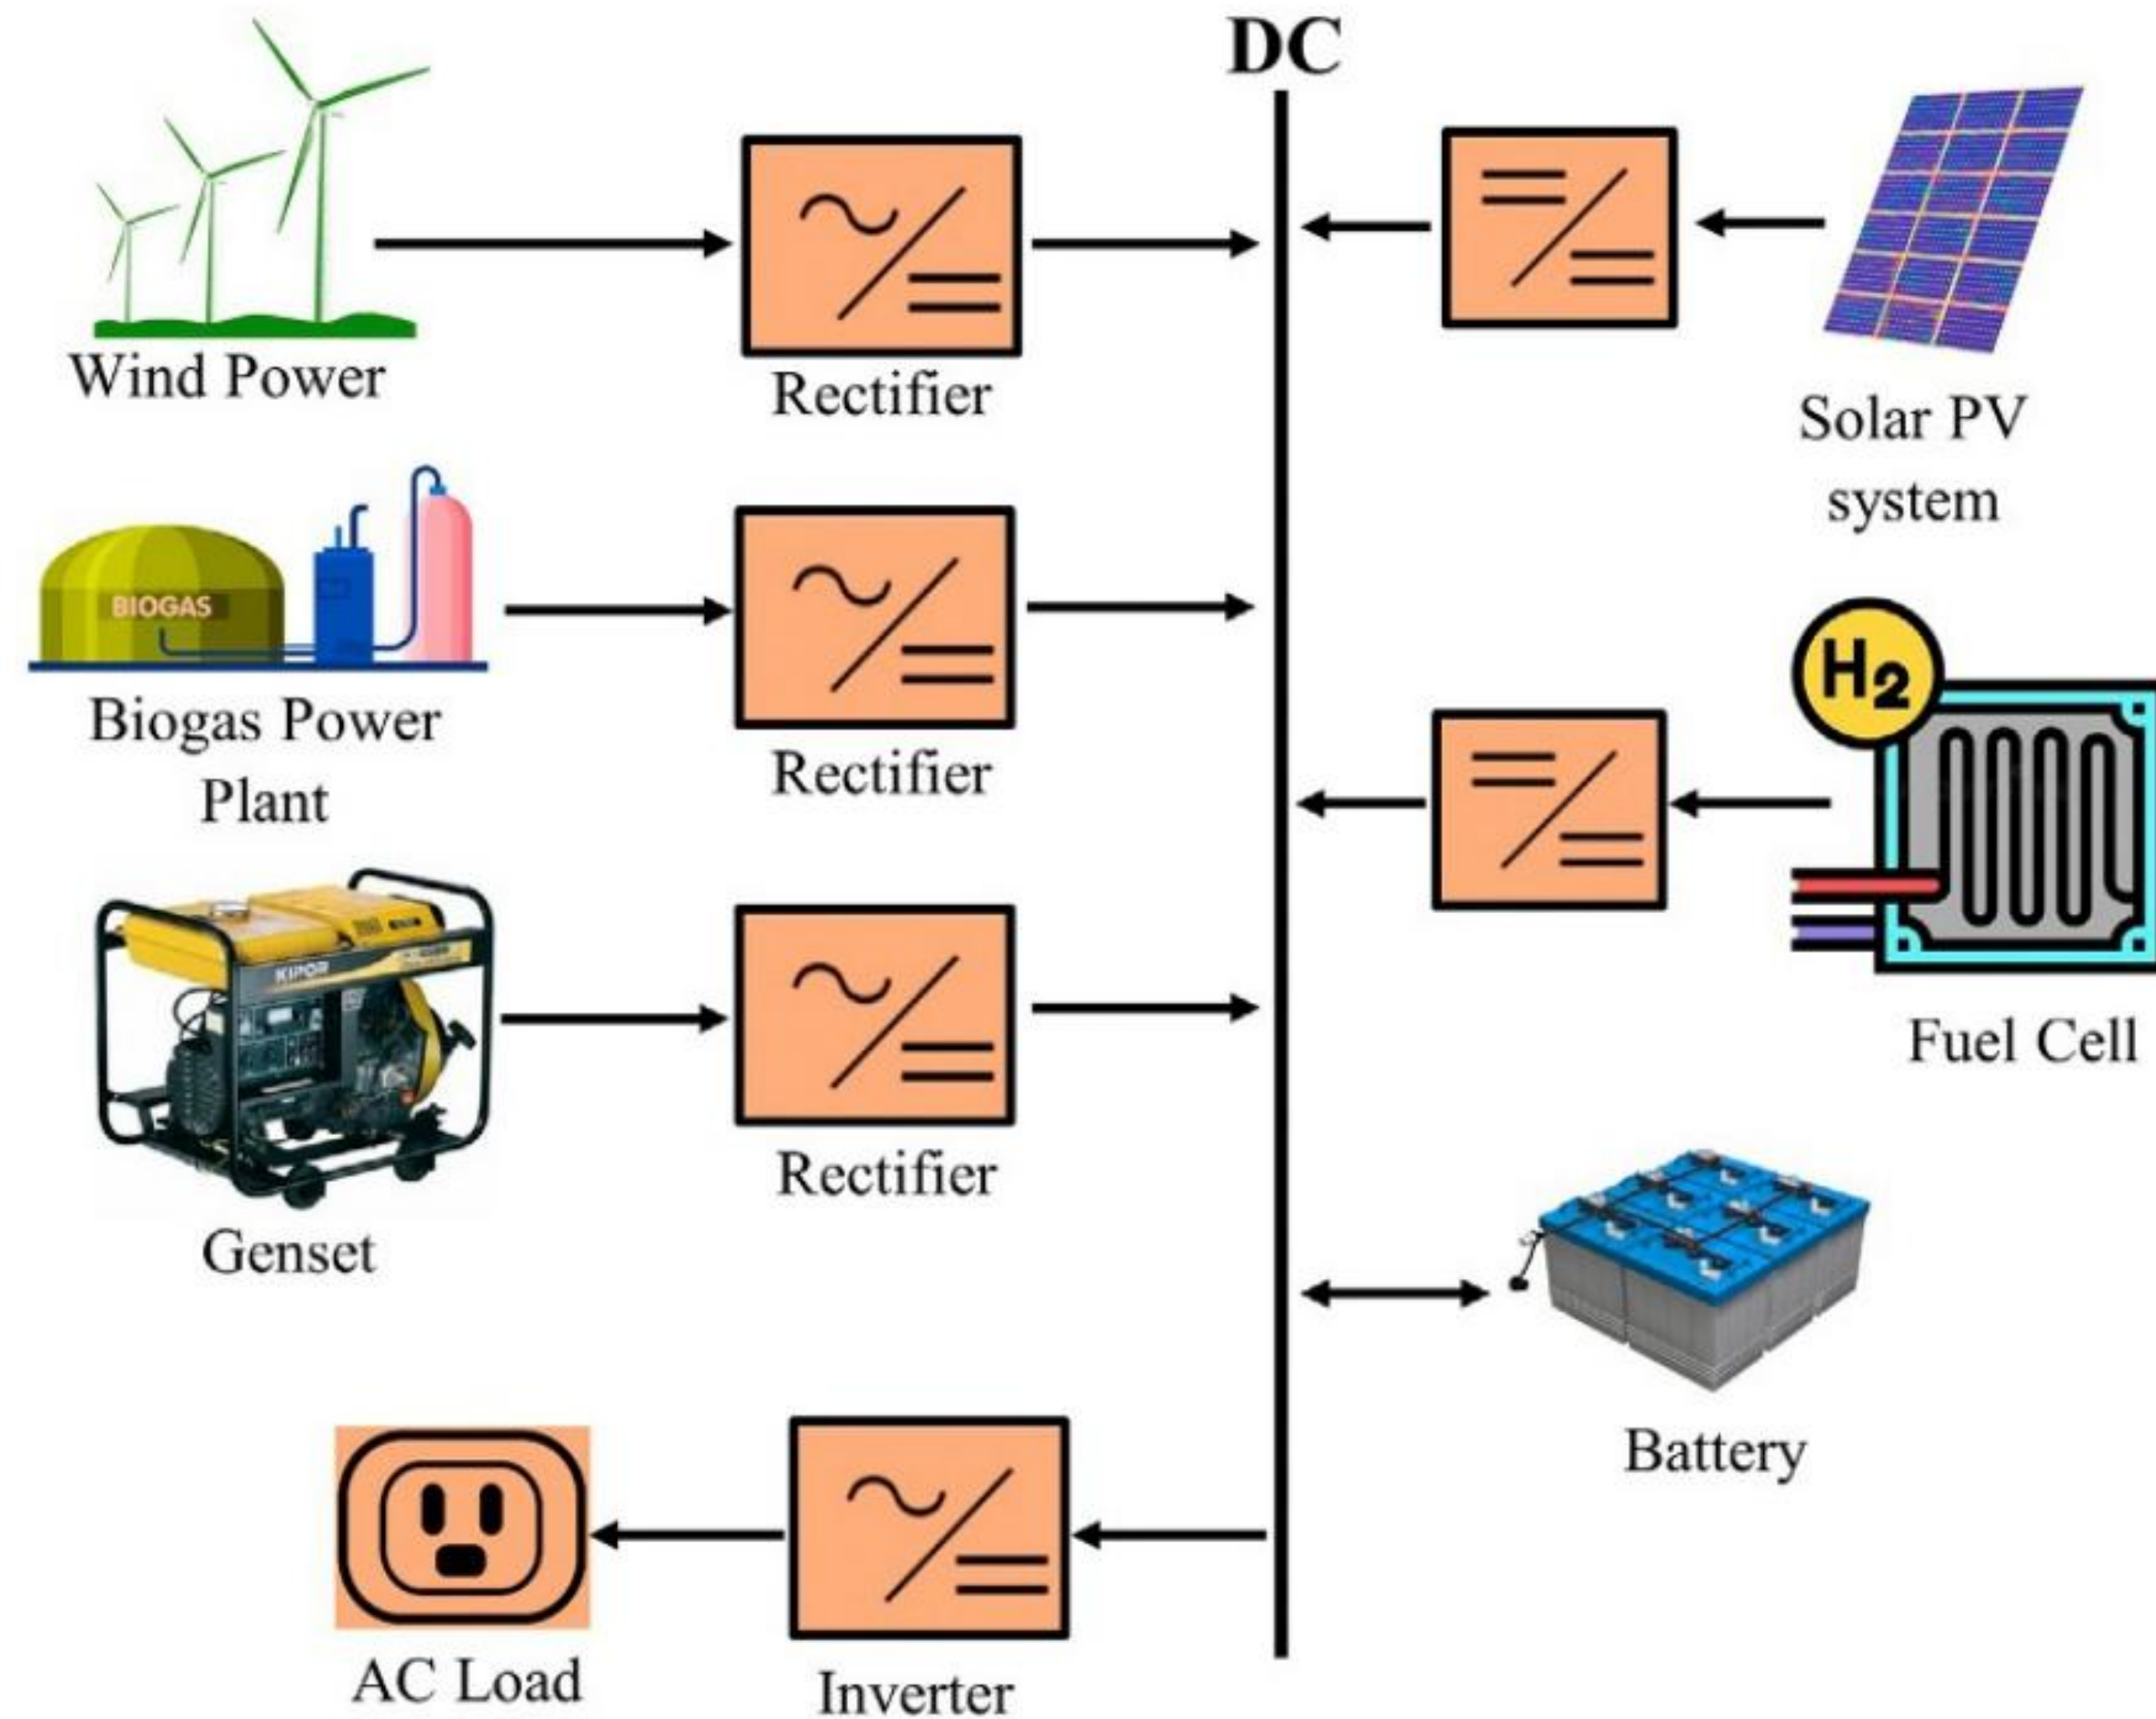 DC
Wind Power
Rectifier
Solar PV
system
BIOGAS
Biogas Power
Plant
Rectifier
H2
Fuel Cell
KIPOR
Genset
Rectifier
Battery
AC Load
Inverter